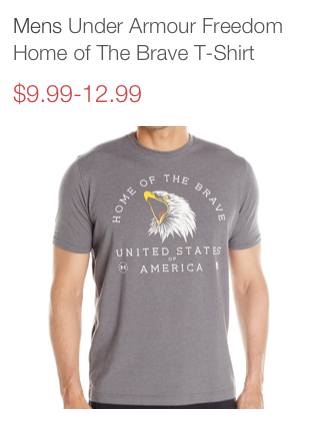 Mens Under Armour Freedom
Home of The Brave T-Shirt
$9.99-12.99
HOME OF THE BRAVE
UNITED STATES
OF
AMERICA